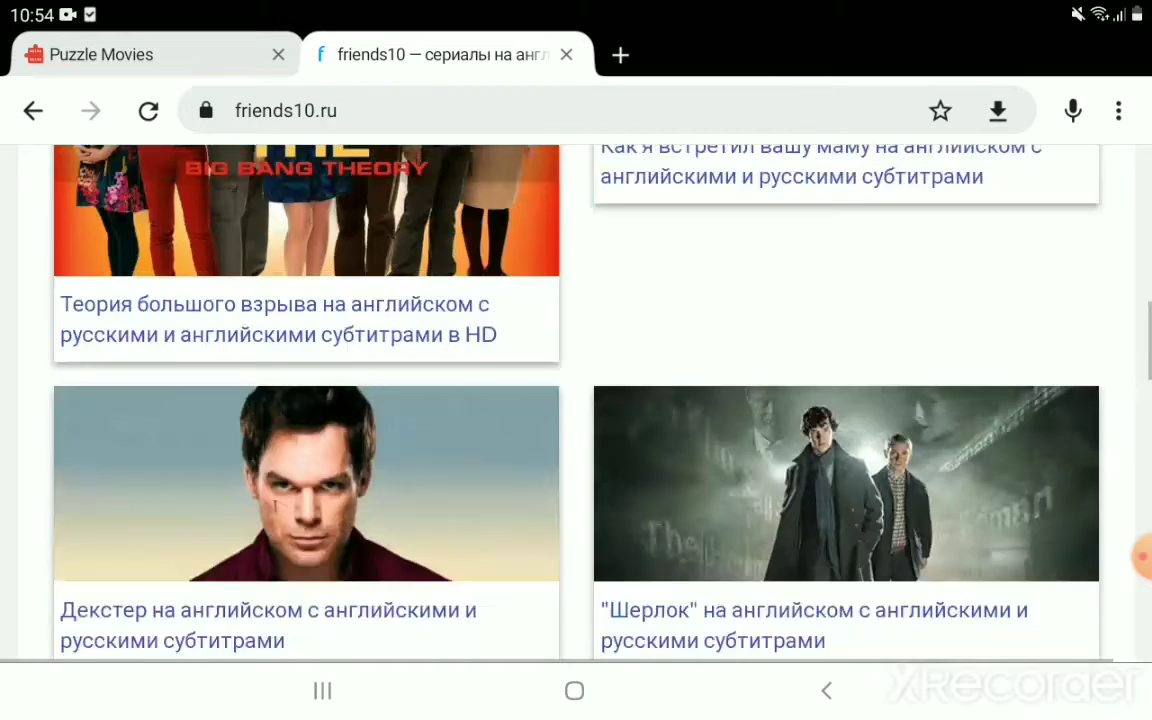 10:54
Puzzle Movies
friends10 — сериалы на англ
friends10.ru
BIG BANG THEORY
Как я встретил вашу маму на английском с
английскими и русскими субтитрами
Теория большого взрыва на английском с
русскими и английскими субтитрами в HD
Декстер на английском с английскими и
русскими субтитрами
"Шерлок" на английском с английскими и
русскими субтитрами
XRecorder